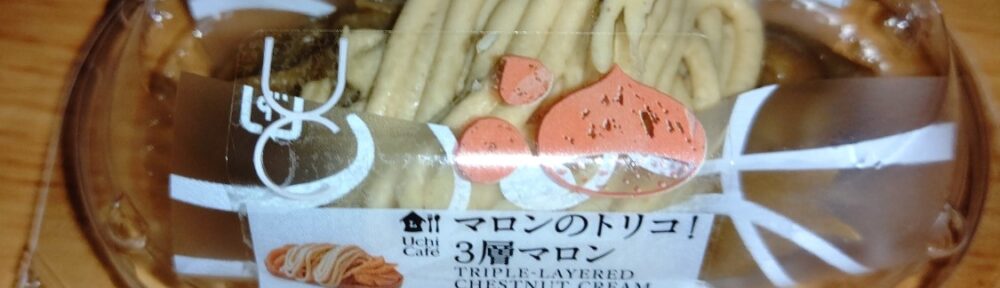 Uchi
Café
マロンのトリコ!
3層マロン
TRIPLE-LAYERED
CHESTNUT CREAM